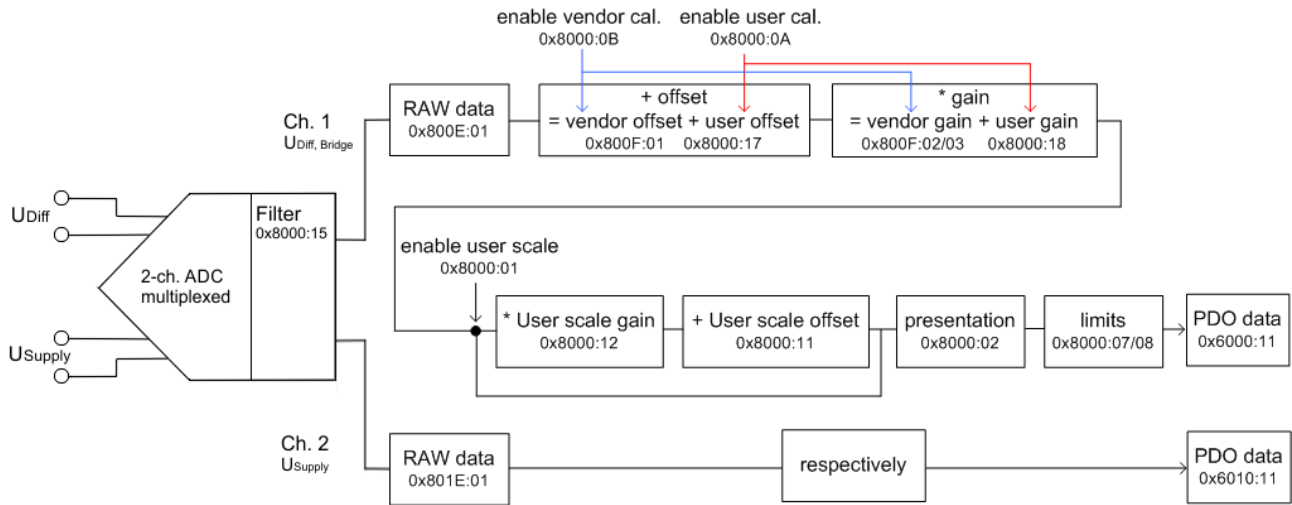 enable vendor cal.
0x8000:0B
enable user cal.
0x8000:0A
Ch. 1
UDiff, Bridge
RAW data
0x800E:01
+ offset
= vendor offset + user offset
0x800F:01 0x8000:17
* gain
= vendor gain + user gain
0x800F:02/03 0x8000:18
UDiff
USupply
2-ch. ADC
multiplexed
Filter
0x8000:15
enable user scale
0x8000:01
* User scale gain
0x8000:12
+ User scale offset
0x8000:11
presentation
0x8000:02
limits
0x8000:07/08
PDO data
0x6000:11
Ch. 2
USupply
RAW data
0x801E:01
respectively
PDO data
0x6010:11